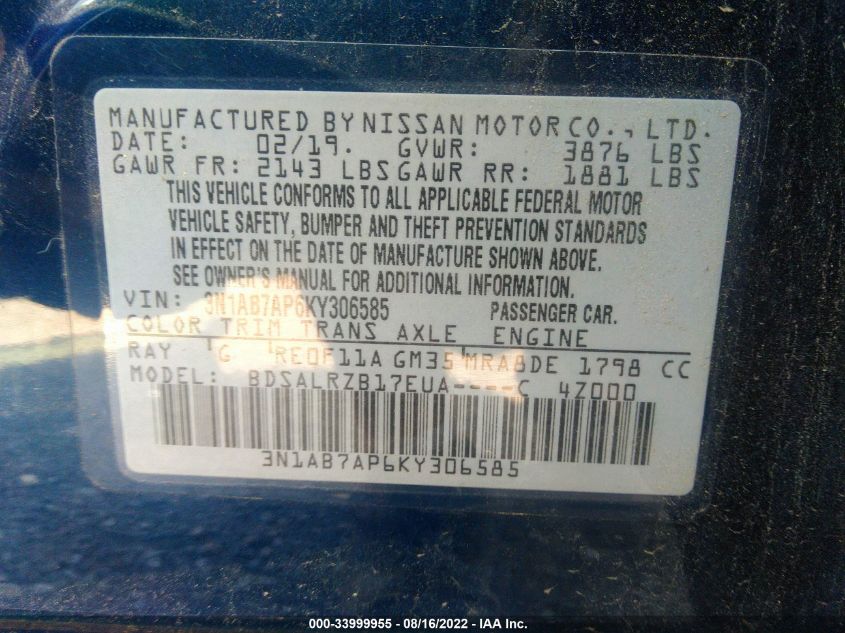 MANUFACTURED BY NISSAN MOTOR CO., LTD.
DATE: 02/19. GVWR: 3876 LBS
GAWR FR: 2143 LBS GAWR RR: 1881 LBS
THIS VEHICLE CONFORMS TO ALL APPLICABLE FEDERAL MOTOR
VEHICLE SAFETY, BUMPER AND THEFT PREVENTION STANDARDS
IN EFFECT ON THE DATE OF MANUFACTURE SHOWN ABOVE.
SEE OWNER'S MANUAL FOR ADDITIONAL INFORMATION.
VIN: 3N1AB7AP6KY306585 PASSENGER CAR.
COLOR TRIM TRANS AXLE ENGINE
RAY 'G 'RE0F11A GM35'MRA8DE 1798 CC
MODEL: BDSALRZB17EUA----C 4Z000
3N1AB7AP6KY306585
000-33999955 - 08/16/2022 - IAA Inc.